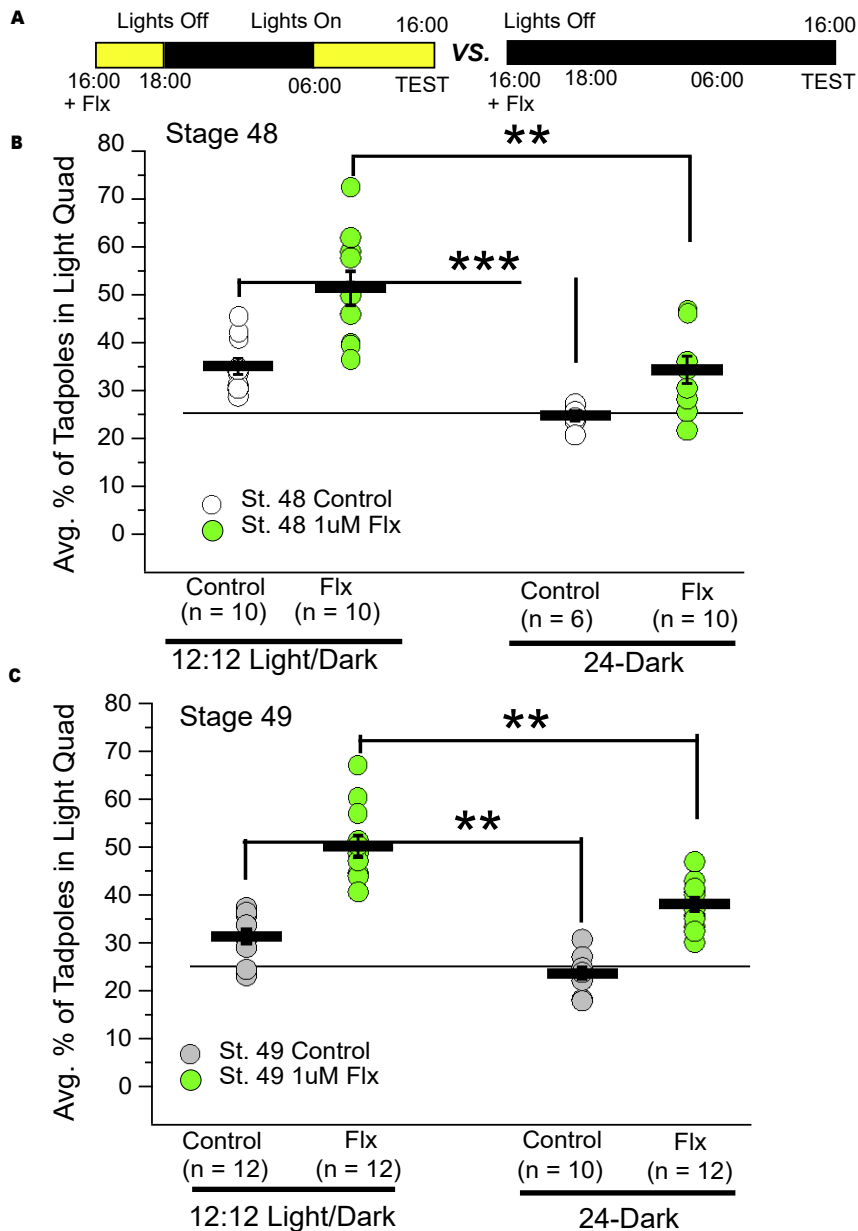 A
Lights Off Lights On 16:00
16:00 18:00 06:00 TEST
+ Flx
VS.
Lights Off 16:00
16:00 18:00 06:00 TEST
+ Flx
B
Stage 48
**
***
Avg. % of Tadpoles in Light Quad
80
70
60
50
40
30
20
10
0
St. 48 Control
St. 48 1uM Flx
Control Flx Control Flx
(n = 10) (n = 10) (n = 6) (n = 10)
12:12 Light/Dark 24-Dark
C
Stage 49
**
**
Avg. % of Tadpoles in Light Quad
80
70
60
50
40
30
20
10
0
St. 49 Control
St. 49 1uM Flx
Control Flx Control Flx
(n = 12) (n = 12) (n = 10) (n = 12)
12:12 Light/Dark 24-Dark